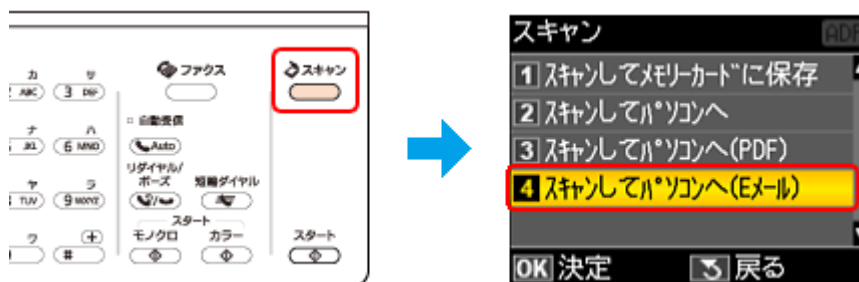 カ サ
ABC 3 DEF
ナ ハ
JKL 6 MNO
ヤ ラ
TUV 9 WXYZ
ワ
#
ファクス
自動受信
Auto
リダイヤル/
ポーズ 短縮ダイヤル
スタート
モノクロ カラー
スキャン
スタート
スキャン ADF
1 スキャンしてメモリーカードに保存
2 スキャンしてパソコンへ
3 スキャンしてパソコンへ(PDF)
4 スキャンしてパソコンへ(Eメール)
OK 決定 戻る